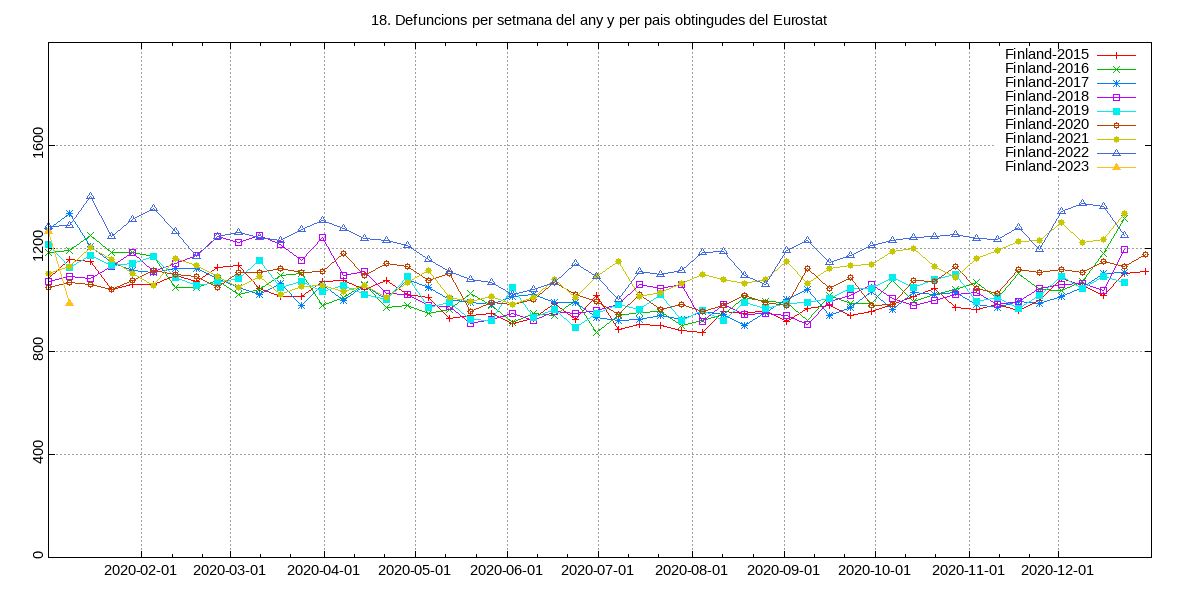 18. Defuncions per setmana del any y per pais obtingudes del Eurostat
Finland-2015
Finland-2016
Finland-2017
Finland-2018
Finland-2019
Finland-2020
Finland-2021
Finland-2022
Finland-2023
1600
1200
800
400
0
2020-02-01 2020-03-01 2020-04-01 2020-05-01 2020-06-01 2020-07-01 2020-08-01 2020-09-01 2020-10-01 2020-11-01 2020-12-01